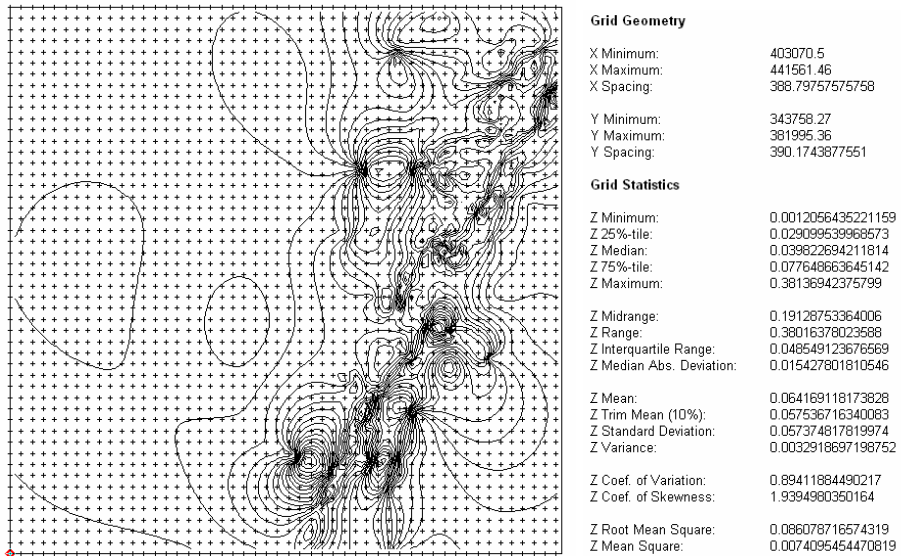 Grid Geometry
X Minimum: 403070.5
X Maximum: 441561.46
X Spacing: 388.79757575758
Y Minimum: 343758.27
Y Maximum: 381995.36
Y Spacing: 390.1743877551
Grid Statistics
Z Minimum: 0.0012056435221159
Z 25%-tile: 0.029099539968573
Z Median: 0.039822694211814
Z 75%-tile: 0.077648663645142
Z Maximum: 0.38136942375799
Z Midrange: 0.19128753364006
Z Range: 0.38016378023588
Z Interquartile Range: 0.048549123676569
Z Median Abs. Deviation: 0.015427801810546
Z Mean: 0.064169118173828
Z Trim Mean (10%): 0.057536716340083
Z Standard Deviation: 0.057374817819974
Z Variance: 0.0032918697198752
Z Coef. of Variation: 0.89411884490217
Z Coef. of Skewness: 1.9394980350164
Z Root Mean Square: 0.086078716574319
Z Mean Square: 0.0074095454470819